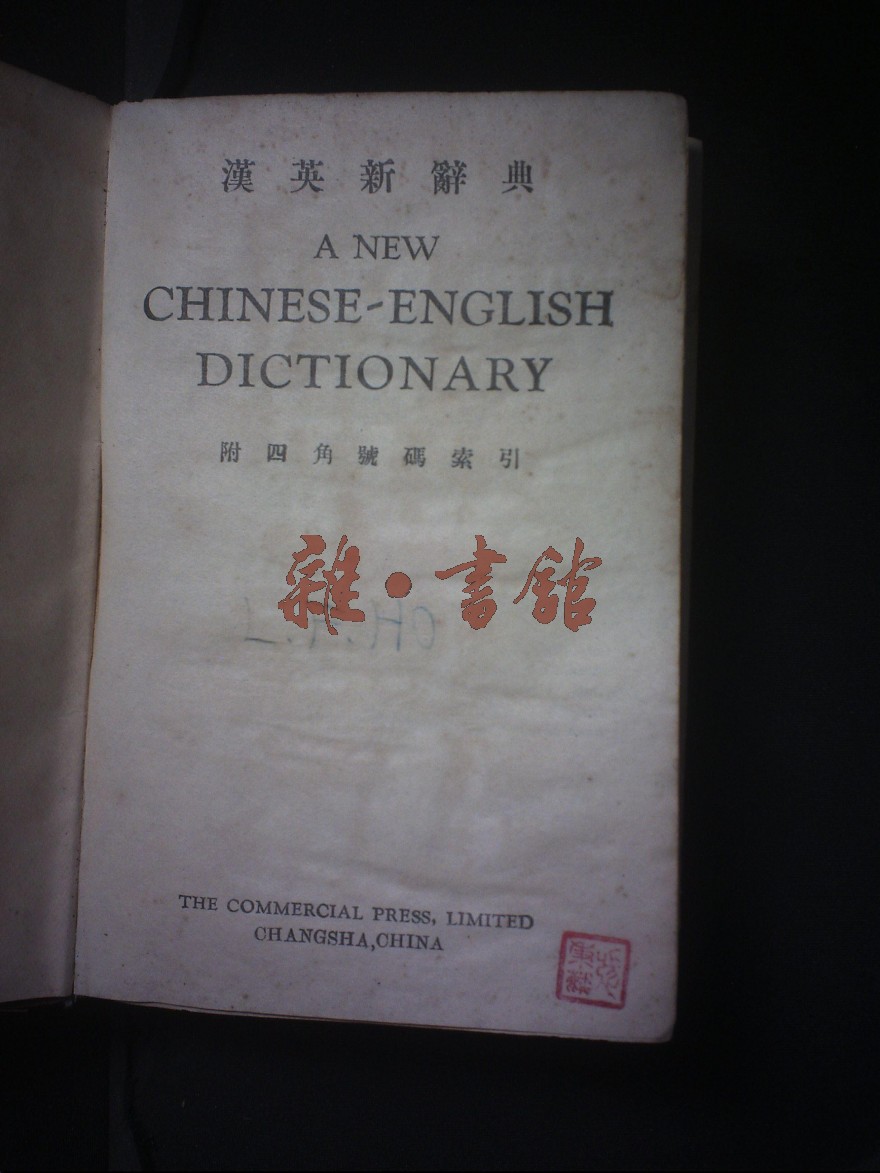 漢英新辭典
A NEW
CHINESE-ENGLISH
DICTIONARY
附四角號碼索引
雜·書館
THE COMMERCIAL PRESS, LIMITED
CHANGSHA, CHINA